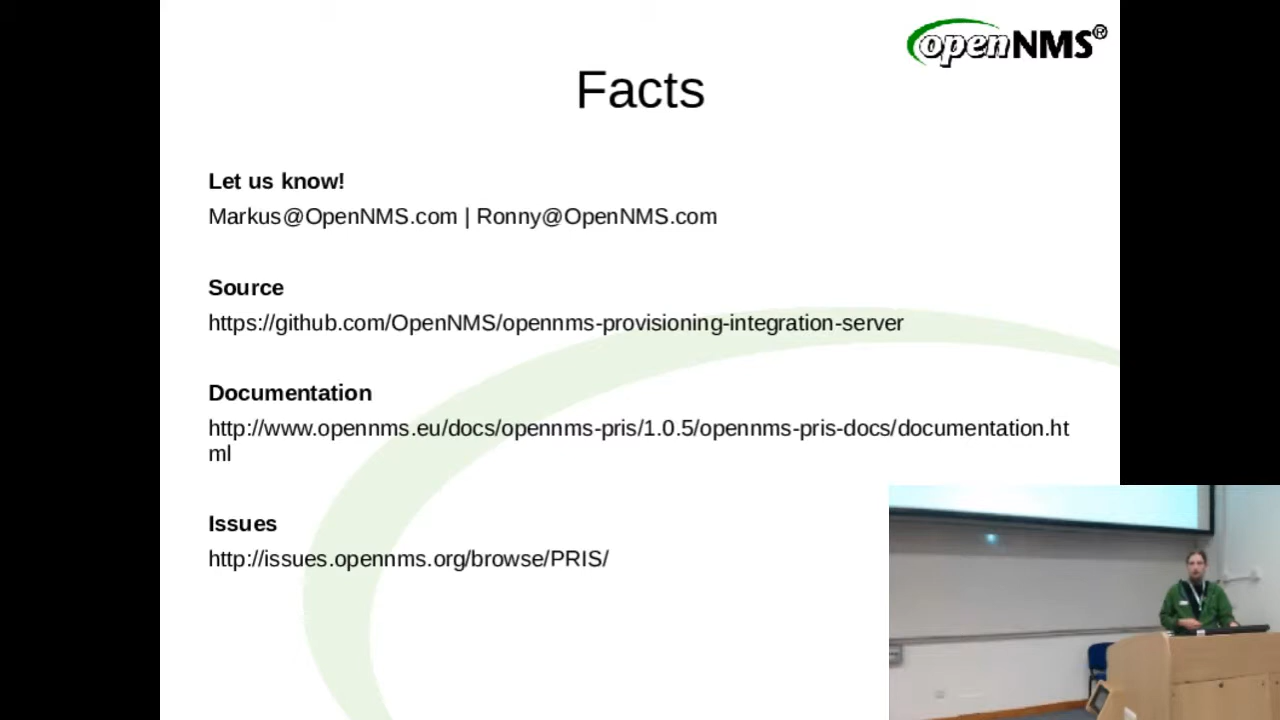 openNMS®
Facts
Let us know!
Markus@OpenNMS.com | Ronny@OpenNMS.com
Source
https://github.com/OpenNMS/opennms-provisioning-integration-server
Documentation
http://www.opennms.eu/docs/opennms-pris/1.0.5/opennms-pris-docs/documentation.ht
ml
Issues
http://issues.opennms.org/browse/PRIS/